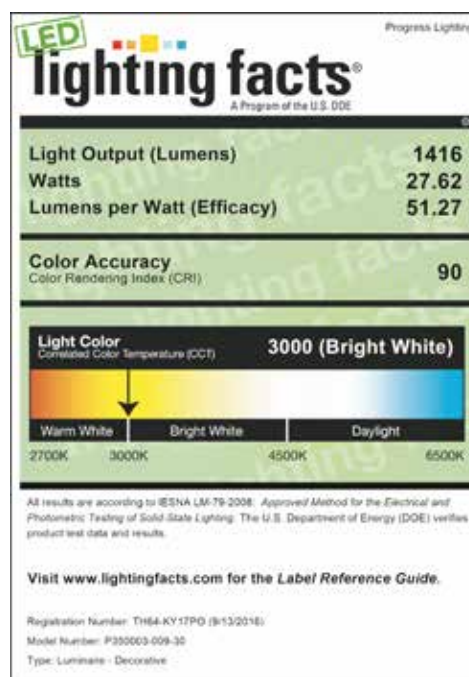 Progress Lighting
LED
lighting facts®
A Program of the U.S. DOE
Light Output (Lumens) 1416
Watts 27.62
Lumens per Watt (Efficacy) 51.27
Color Accuracy
Color Rendering Index (CRI) 90
Light Color
Correlated Color Temperature (CCT) 3000 (Bright White)
Warm White Bright White Daylight
2700K 3000K 4500K 6500K
All results are according to IESNA LM-79-2008: Approved Method for the Electrical and
Photometric Testing of Solid-State Lighting. The U.S. Department of Energy (DOE) verifies
product test data and results.
Visit www.lightingfacts.com for the Label Reference Guide.
Registration Number: TH64-KY17PO (9/13/2016)
Model Number: P350003-009-30
Type: Luminaire - Decorative